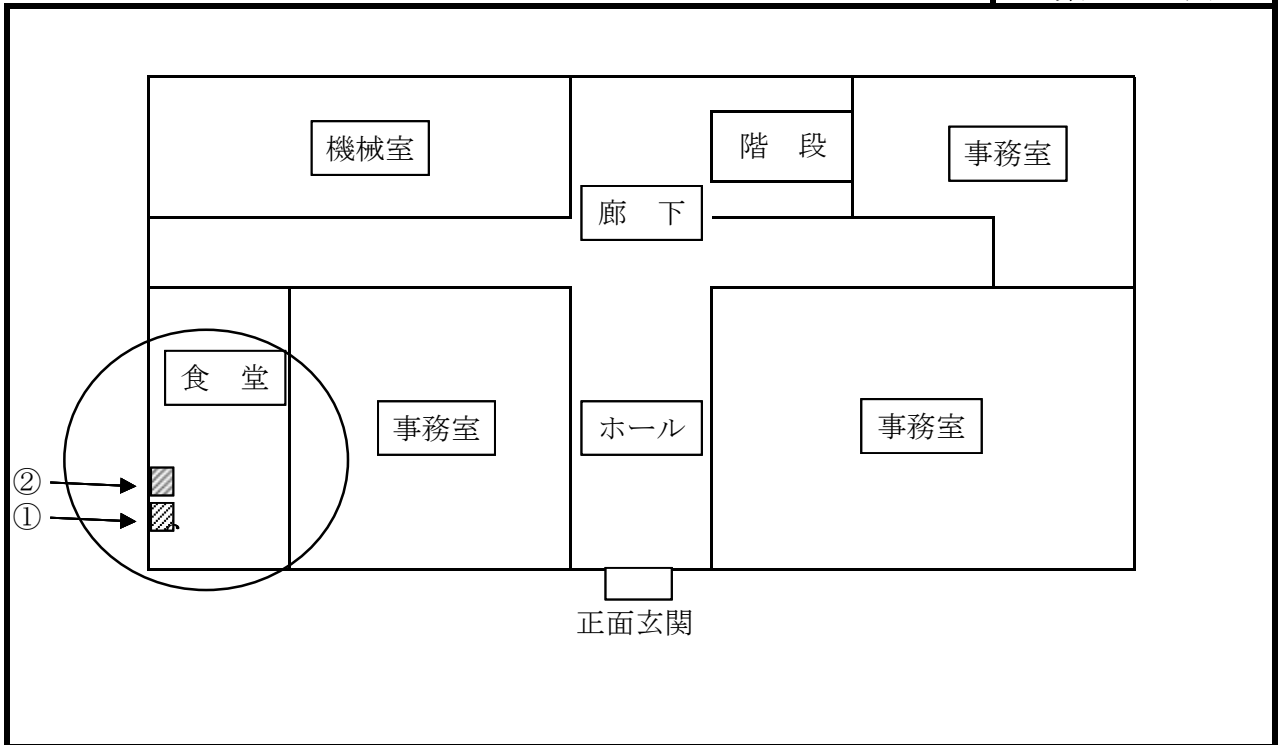 機械室
階 段
事務室
廊 下
食 堂
事務室
ホール
事務室
②
①
正面玄関